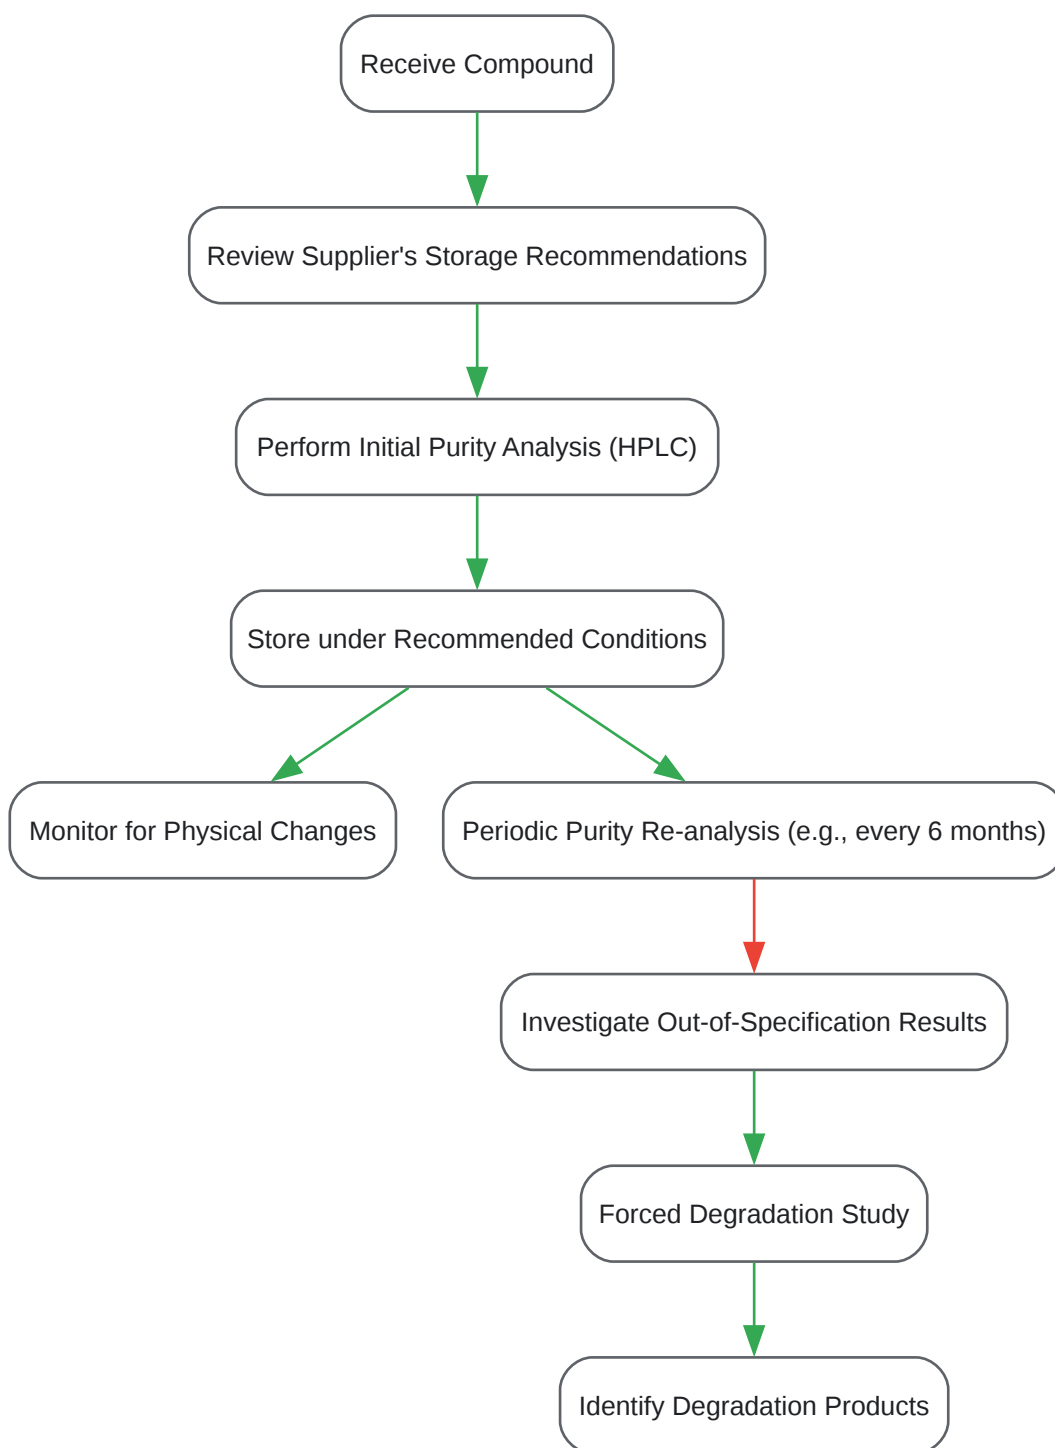 Receive Compound
Review Supplier's Storage Recommendations
Perform Initial Purity Analysis (HPLC)
Store under Recommended Conditions
Monitor for Physical Changes
Periodic Purity Re-analysis (e.g., every 6 months)
Investigate Out-of-Specification Results
Forced Degradation Study
Identify Degradation Products